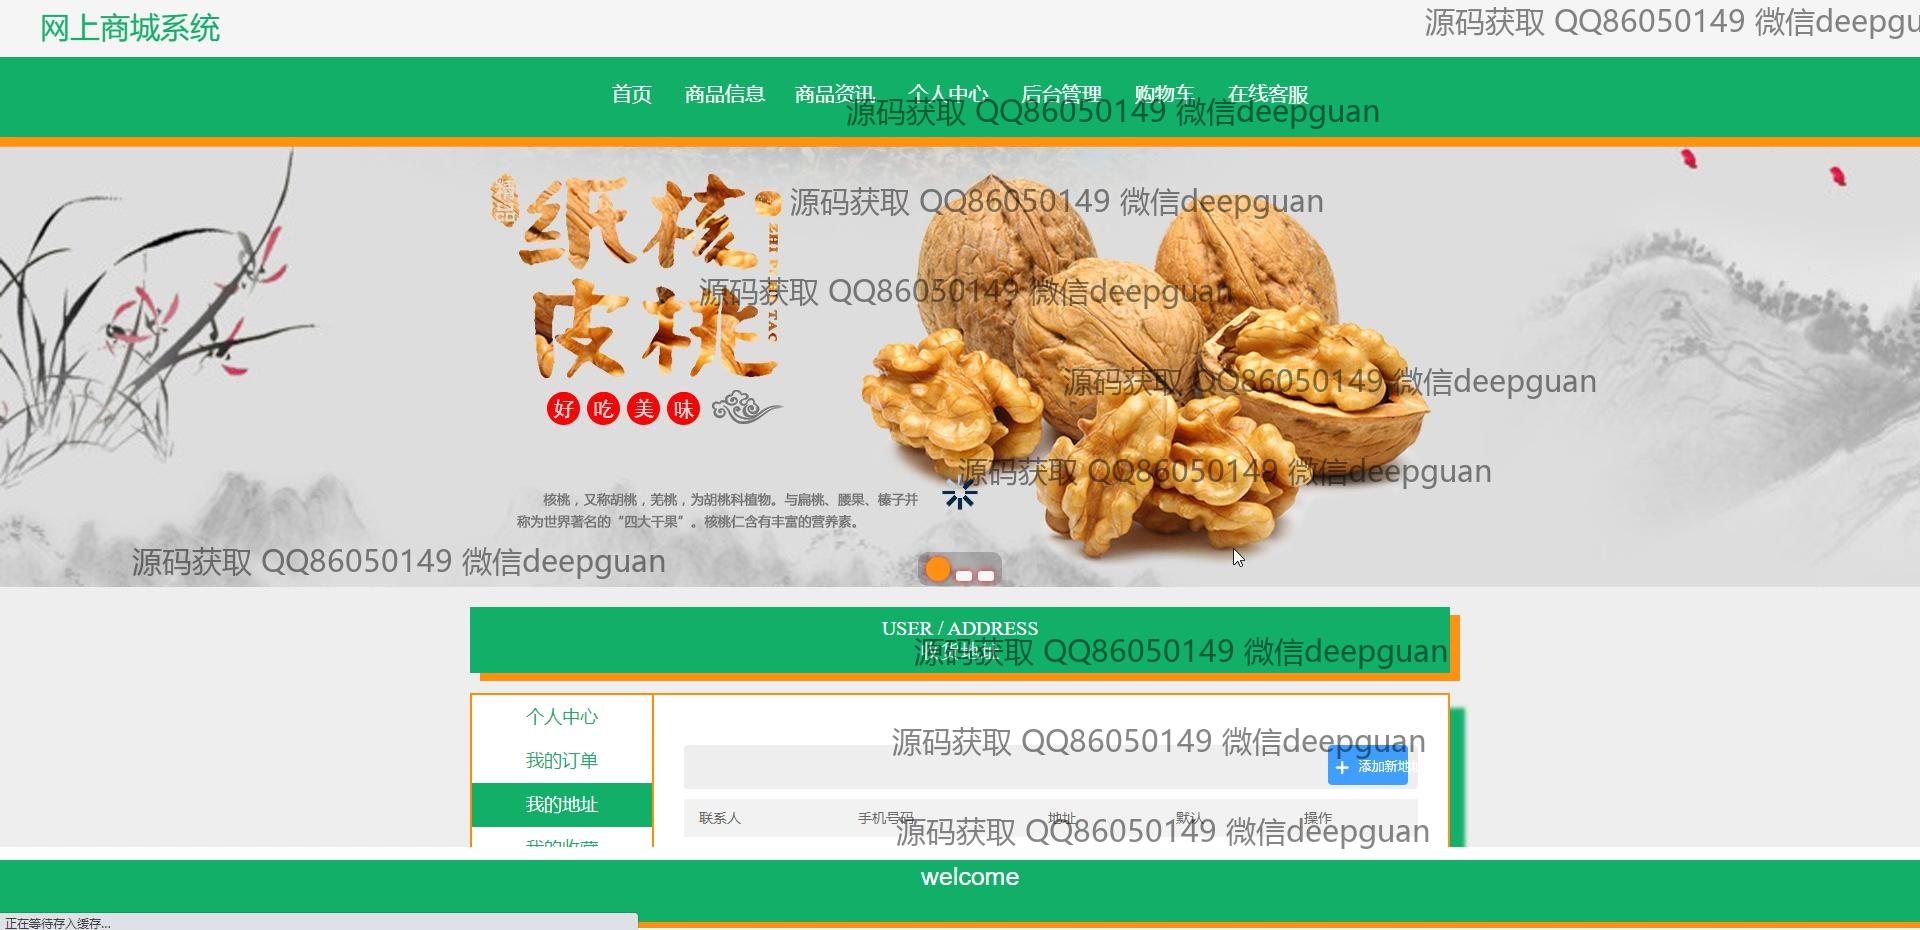 网上商城系统
源码获取 QQ86050149 微信deepgu
首页 商品信息 商品资讯 个人中心 后台管理 购物车 在线客服
源码获取 QQ86050149 微信deepguan
精品
纸皮核桃
源码获取 QQ86050149 微信deepguan
源码获取 QQ86050149 微信deepguan
源码获取 QQ86050149 微信deepguan
好吃美味
源码获取 QQ86050149 微信deepguan
核桃，又称胡桃，羌桃，为胡桃科植物。与扁桃、腰果、榛子并
称为世界著名的“四大干果”。核桃仁含有丰富的营养素。
源码获取 QQ86050149 微信deepguan
USER / ADDRESS
收货地址
源码获取 QQ86050149 微信deepguan
个人中心
源码获取 QQ86050149 微信deepguan
我的订单
添加新地址
我的地址
联系人 手机号码 地址 默认 操作
源码获取 QQ86050149 微信deepguan
我的收藏
welcome
正在等待存入缓存...